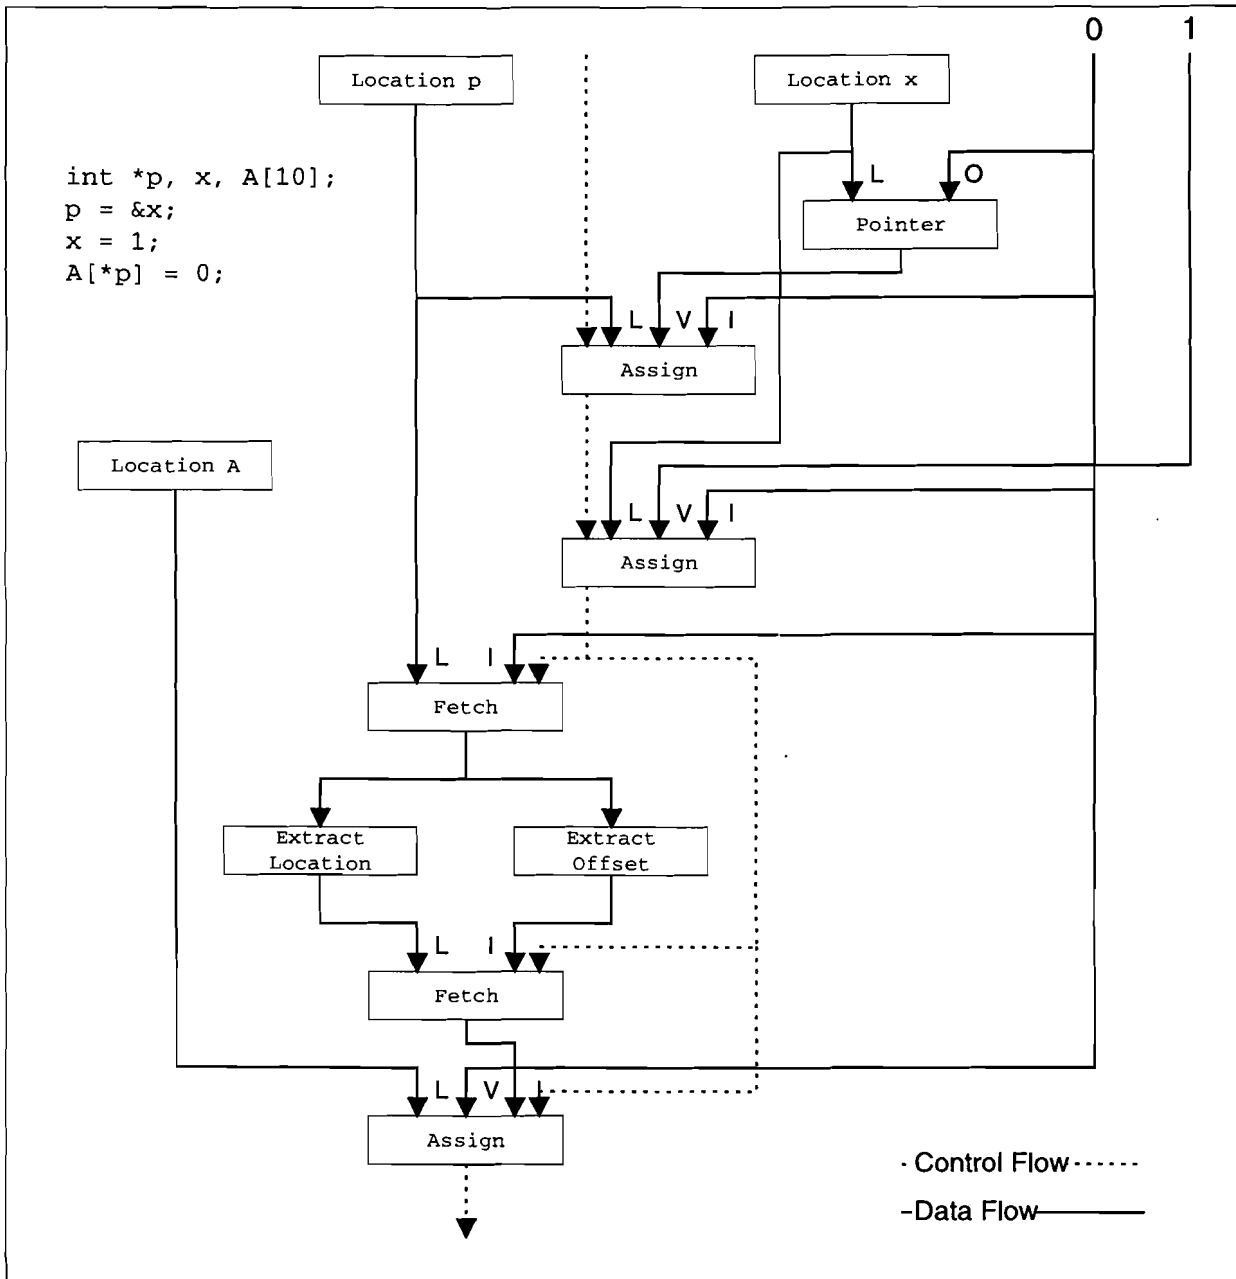 0 1
Location p
Location x
int *p, x, A[10];
p = &x;
x = 1;
A[*p] = 0;
L O
Pointer
L V I
Assign
Location A
L V I
Assign
L I
Fetch
Extract
Location
Extract
Offset
L I
Fetch
L V I
Assign
Control Flow
Data Flow